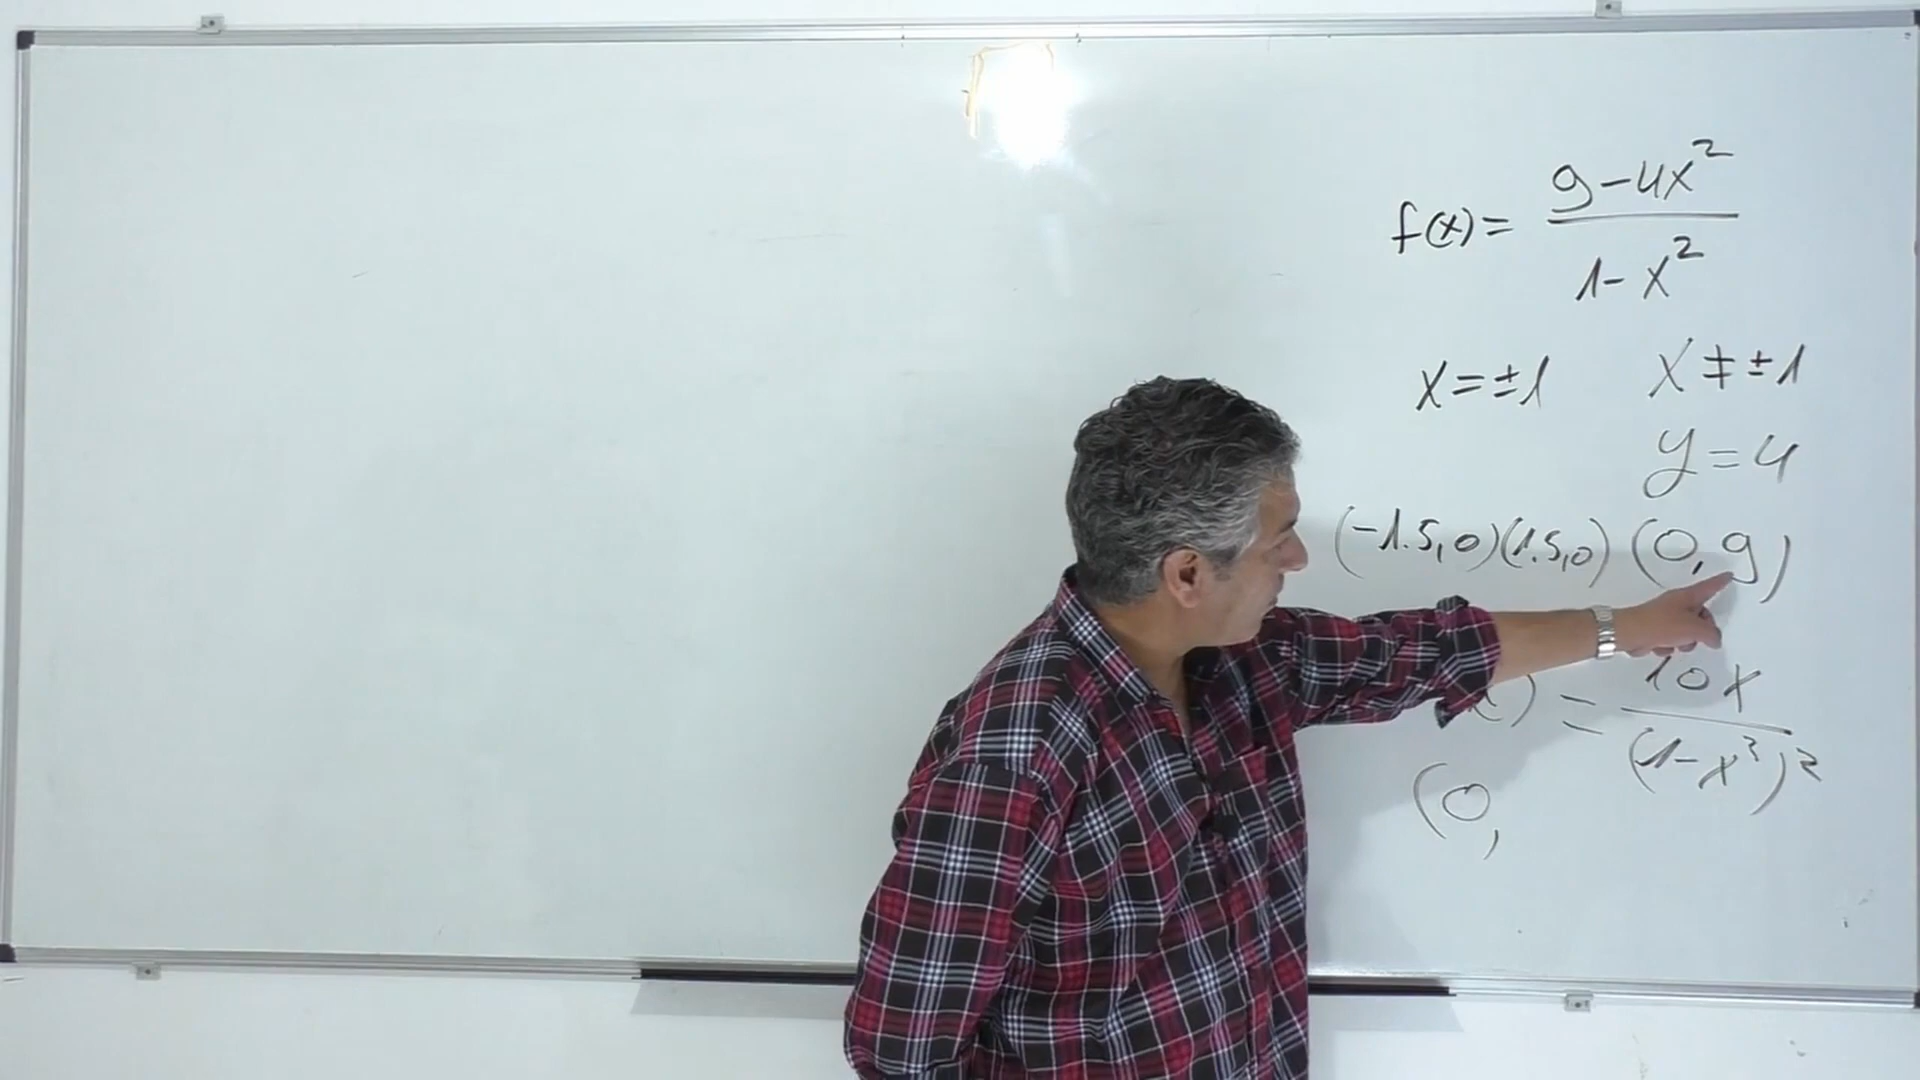 f(x) = (9-4x²)/(1-x²)
x=±1 x≠±1
y=4
(-1.5,0)(1.5,0) (0,9)
) = 10x/(1-x²)²
(0,